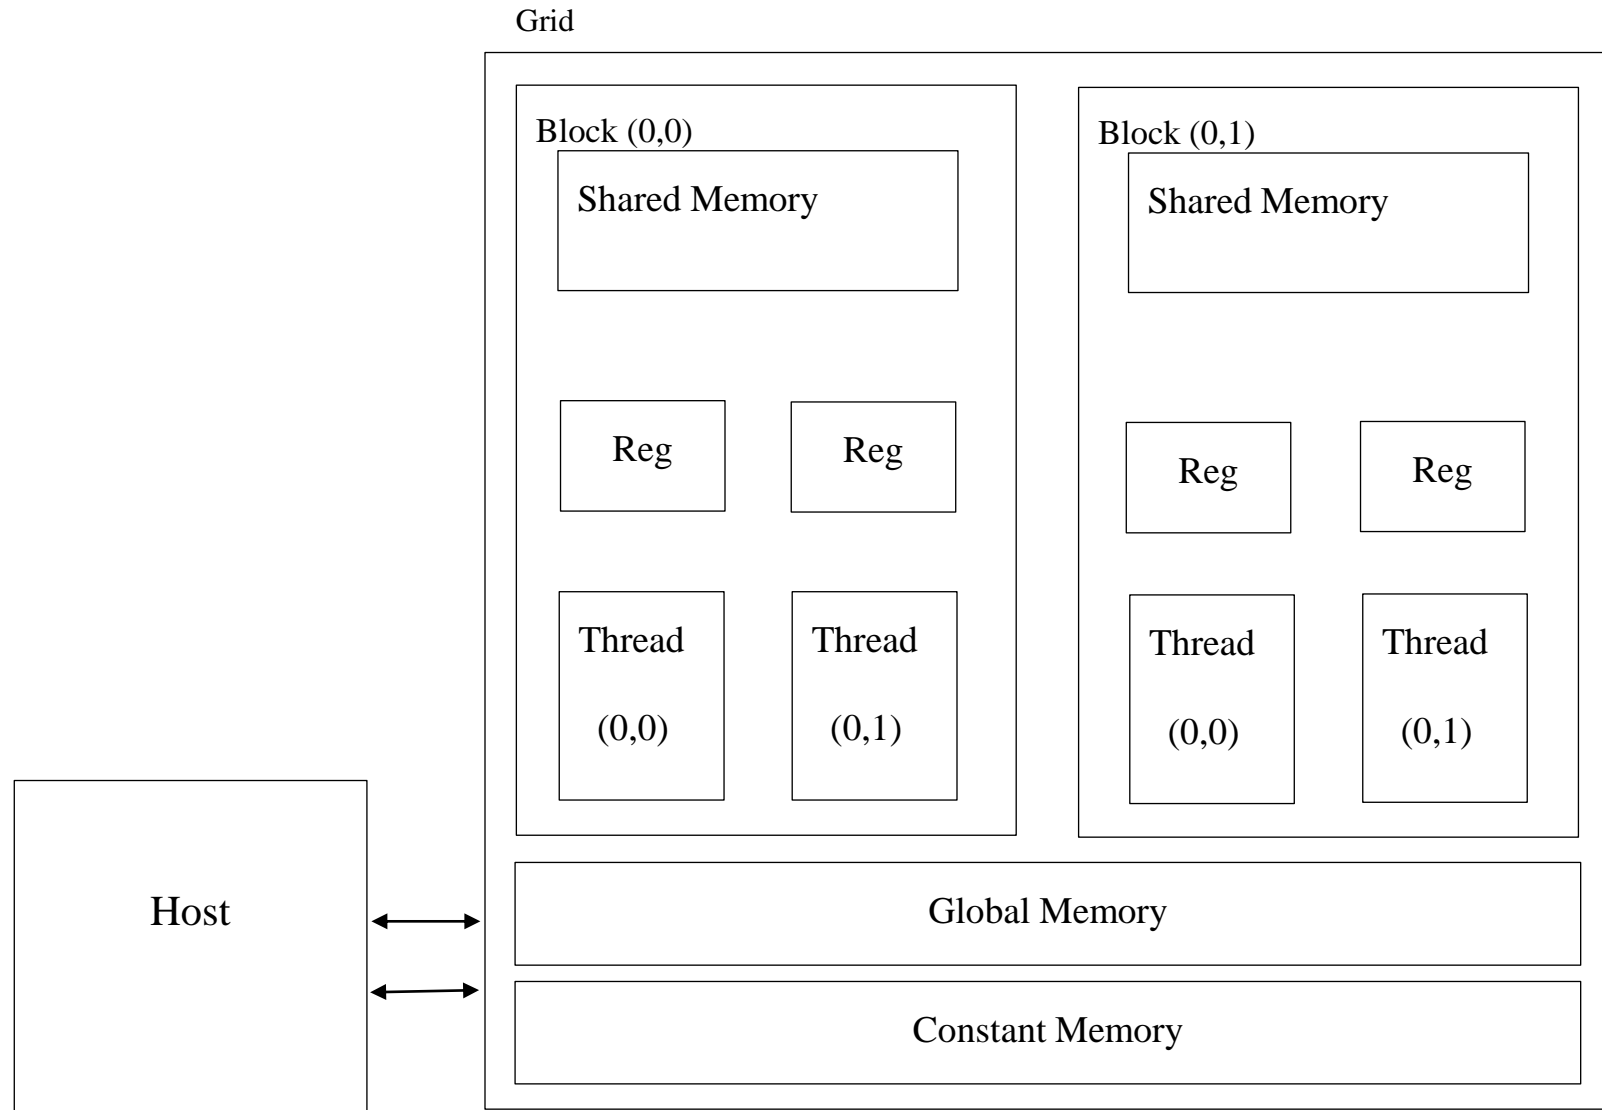 Grid
Block (0,0)
Shared Memory
Reg
Reg
Thread
(0,0)
Thread
(0,1)
Block (0,1)
Shared Memory
Reg
Reg
Thread
(0,0)
Thread
(0,1)
Host
Global Memory
Constant Memory